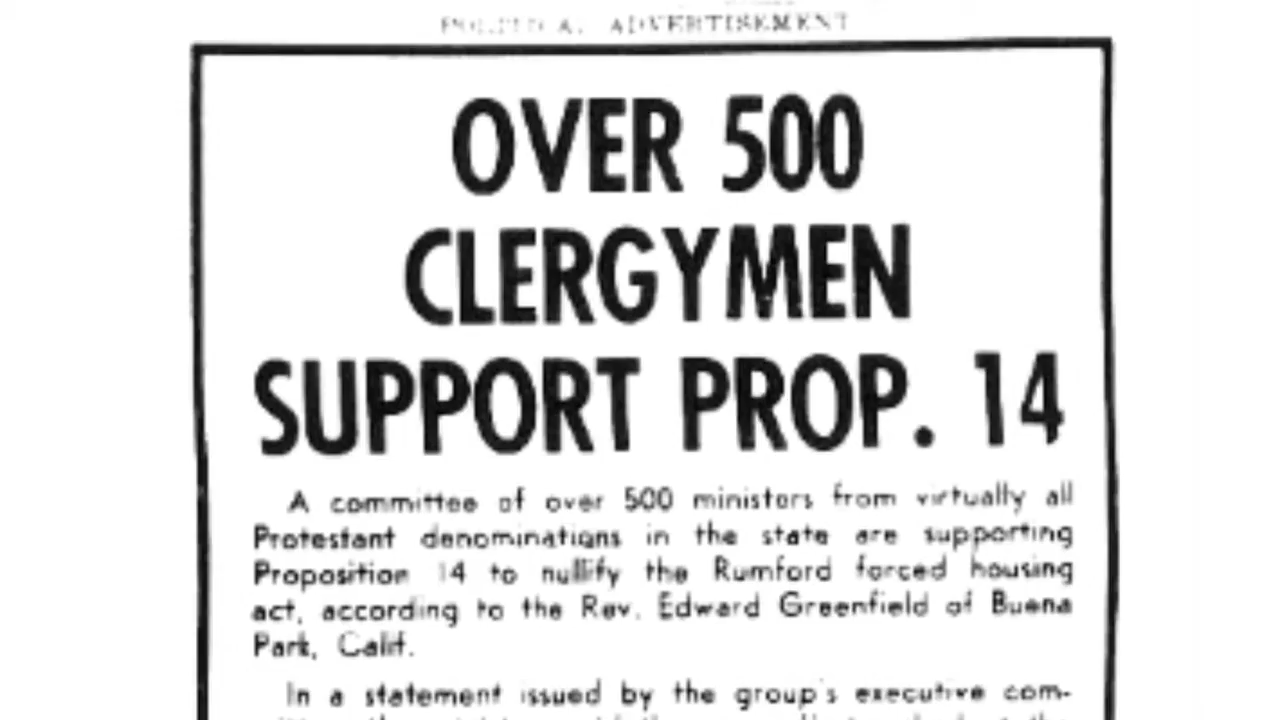 POLITICAL ADVERTISEMENT
OVER 500
CLERGYMEN
SUPPORT PROP. 14
A committee of over 500 ministers from virtually all
Protestant denominations in the state are supporting
Proposition 14 to nullify the Rumford forced housing
act, according to the Rev. Edward Greenfield of Buena
Park, Calif.
In a statement issued by the group's executive com-